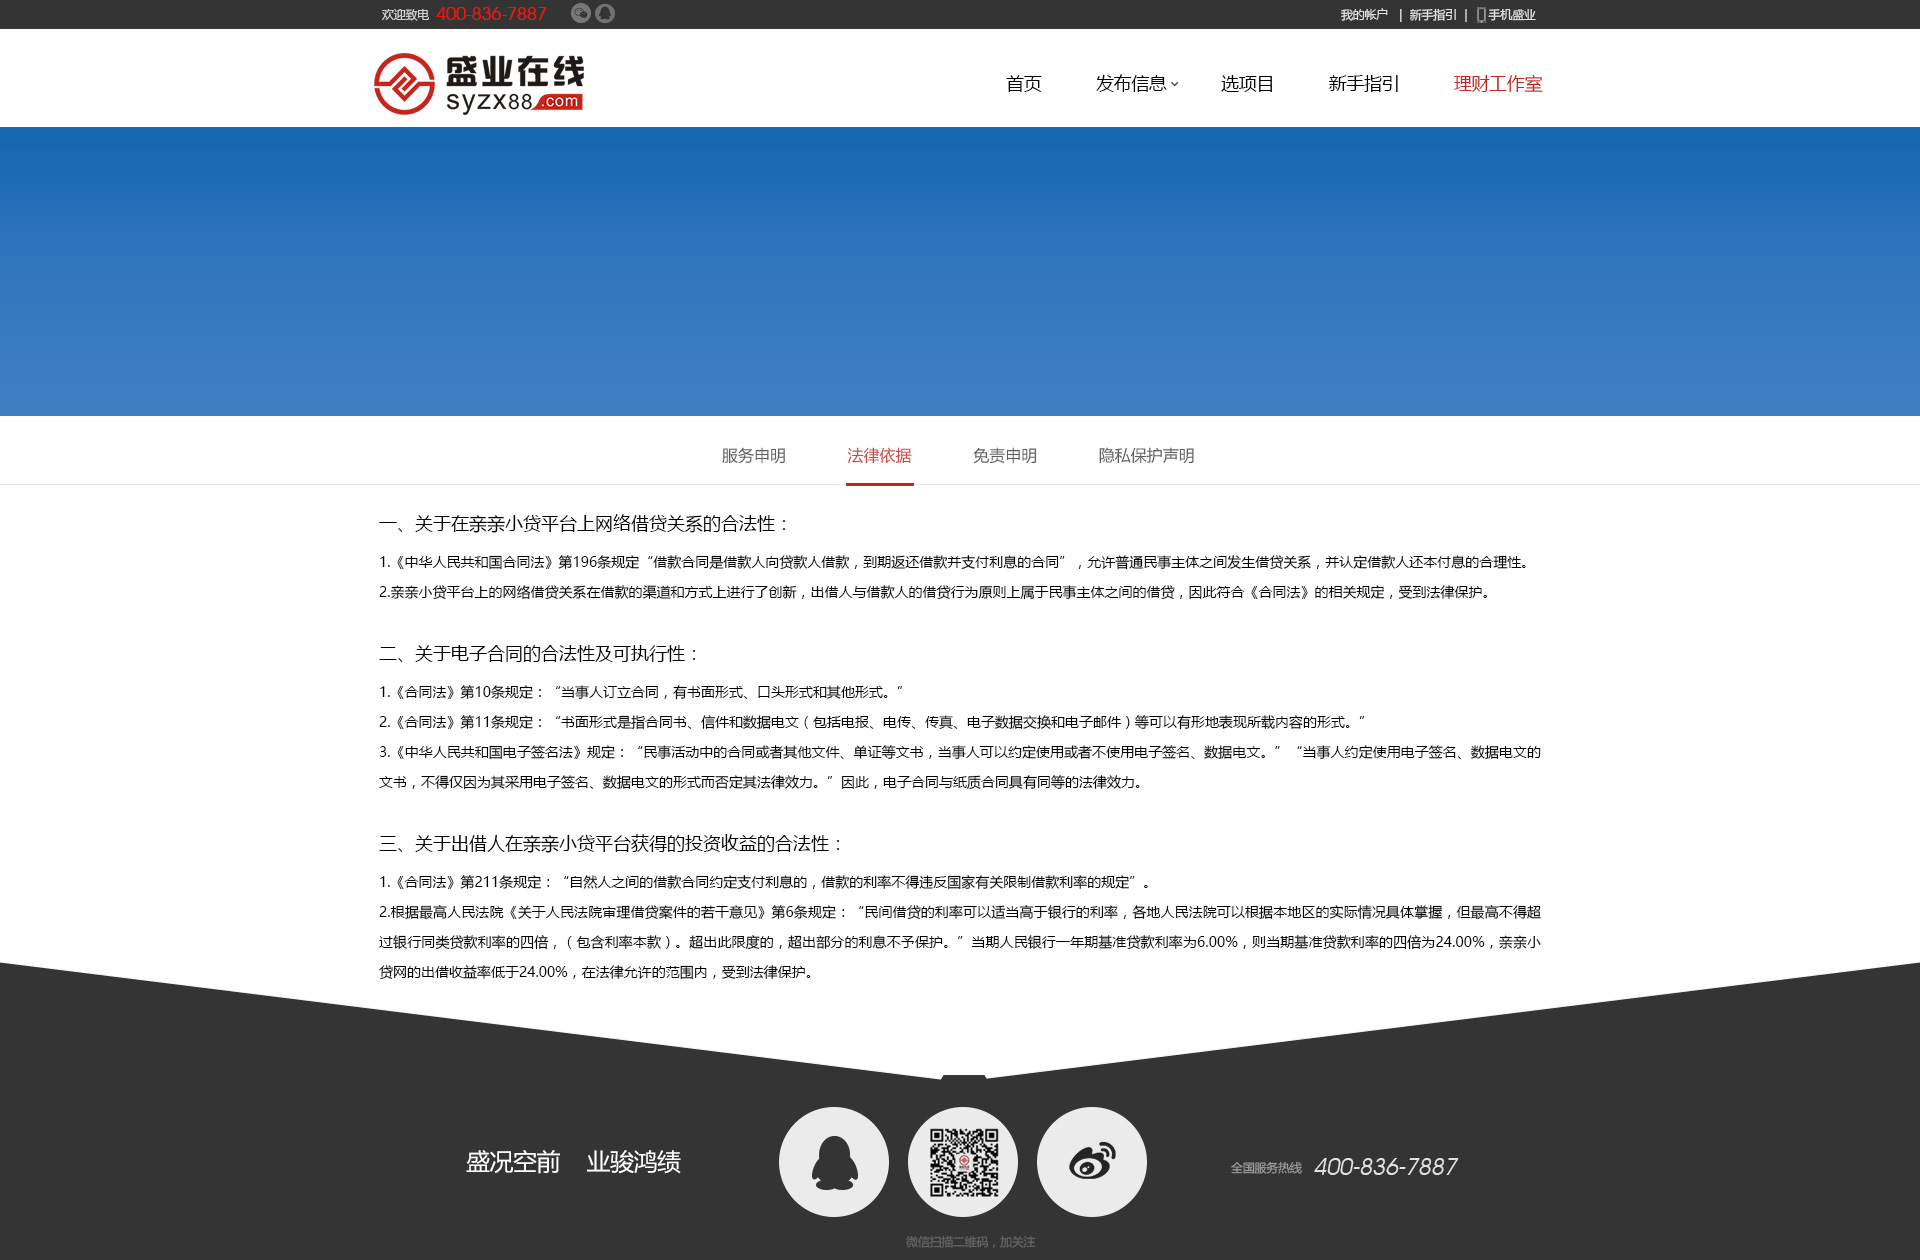 欢迎致电 400-836-7887
我的帐户 | 新手指引 | 手机盛业
盛业在线
syzx88.com
首页 发布信息 选项目 新手指引 理财工作室
服务申明 法律依据 免责申明 隐私保护声明
一、关于在亲亲小贷平台上网络借贷关系的合法性：
1.《中华人民共和国合同法》第196条规定“借款合同是借款人向贷款人借款，到期返还借款并支付利息的合同”，允许普通民事主体之间发生借贷关系，并认定借款人还本付息的合理性。
2.亲亲小贷平台上的网络借贷关系在借款的渠道和方式上进行了创新，出借人与借款人的借贷行为原则上属于民事主体之间的借贷，因此符合《合同法》的相关规定，受到法律保护。
二、关于电子合同的合法性及可执行性：
1.《合同法》第10条规定：“当事人订立合同，有书面形式、口头形式和其他形式。”
2.《合同法》第11条规定：“书面形式是指合同书、信件和数据电文（包括电报、电传、传真、电子数据交换和电子邮件）等可以有形地表现所载内容的形式。”
3.《中华人民共和国电子签名法》规定：“民事活动中的合同或者其他文件、单证等文书，当事人可以约定使用或者不使用电子签名、数据电文。”“当事人约定使用电子签名、数据电文的
文书，不得仅因为其采用电子签名、数据电文的形式而否定其法律效力。”因此，电子合同与纸质合同具有同等的法律效力。
三、关于出借人在亲亲小贷平台获得的投资收益的合法性：
1.《合同法》第211条规定：“自然人之间的借款合同约定支付利息的，借款的利率不得违反国家有关限制借款利率的规定”。
2.根据最高人民法院《关于人民法院审理借贷案件的若干意见》第6条规定：“民间借贷的利率可以适当高于银行的利率，各地人民法院可以根据本地区的实际情况具体掌握，但最高不得超
过银行同类贷款利率的四倍，（包含利率本款）。超出此限度的，超出部分的利息不予保护。”当期人民银行一年期基准贷款利率为6.00%，则当期基准贷款利率的四倍为24.00%，亲亲小
贷网的出借收益率低于24.00%，在法律允许的范围内，受到法律保护。
盛况空前 业骏鸿绩
全国服务热线 400-836-7887
微信扫描二维码，加关注